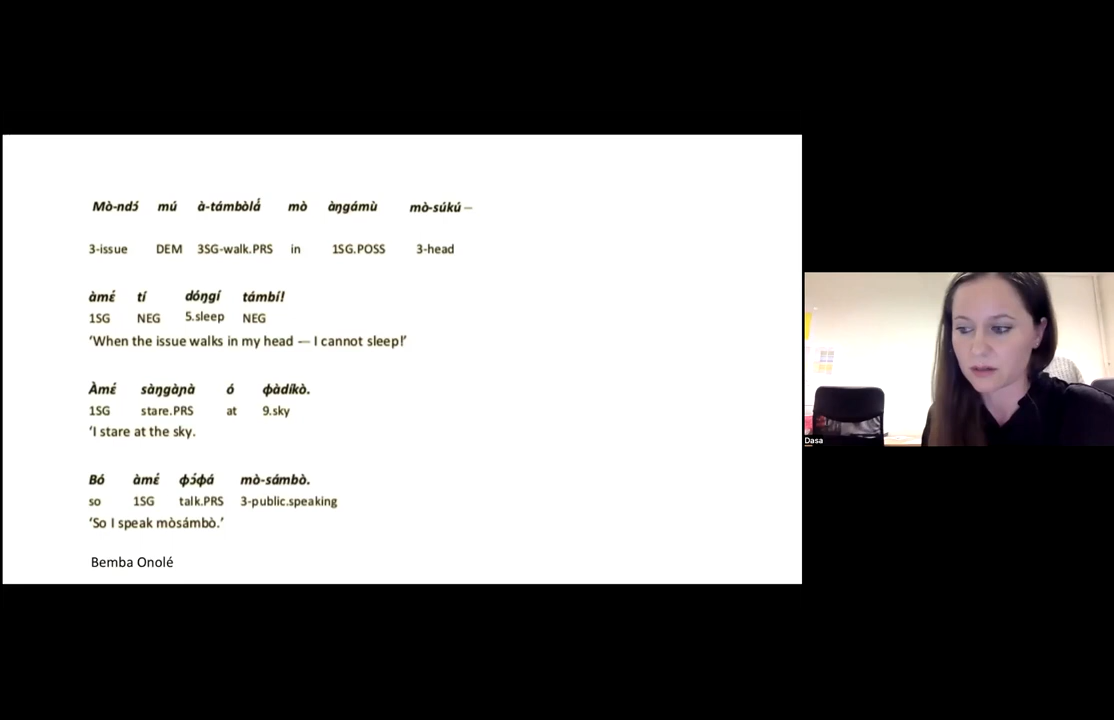 Mò-ndɔ́ mú à-támbòlá̍ mò àŋgámù mò-súkú —
3-issue DEM 3SG-walk.PRS in 1SG.POSS 3-head
àmɛ́ tí dóŋgí támbí!
1SG NEG 5.sleep NEG
‘When the issue walks in my head — I cannot sleep!’
Àmɛ́ sàŋgàɲà ó ɸàdíkò.
1SG stare.PRS at 9.sky
‘I stare at the sky.
Bó àmɛ́ ɸɔ́ɸá mò-sámbò.
so 1SG talk.PRS 3-public.speaking
‘So I speak mòsámbò.’
Bemba Onolé
Dasa